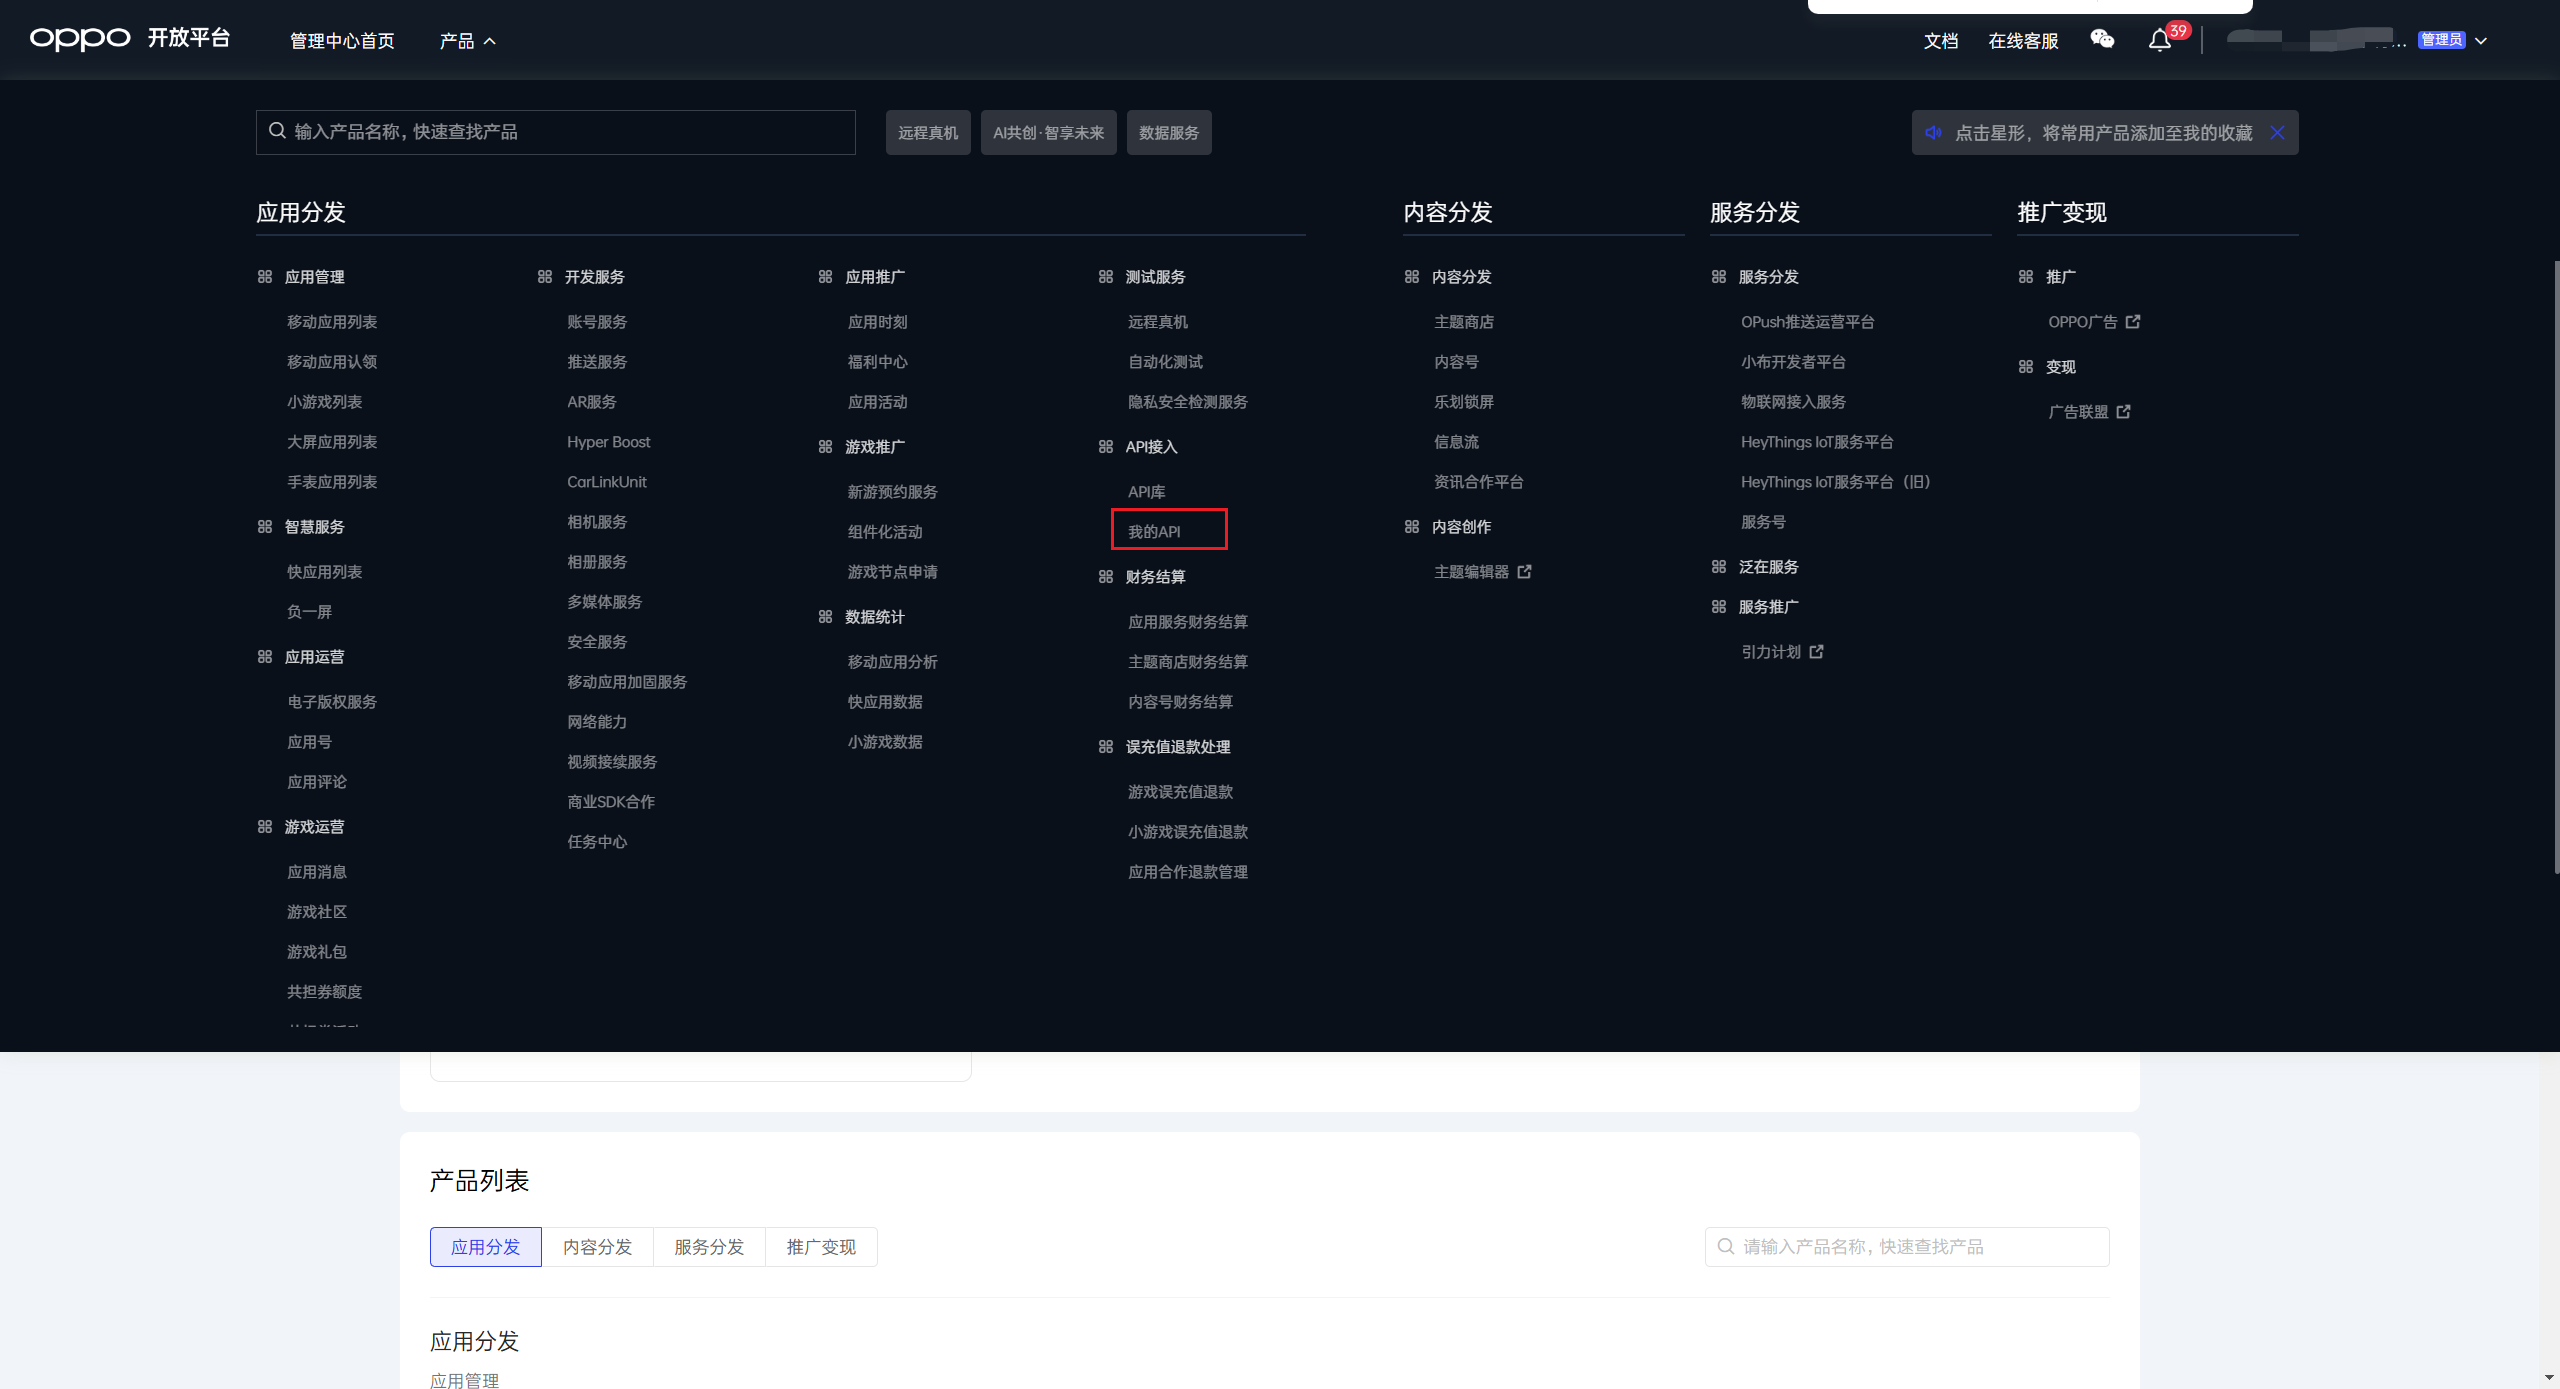 oppo 开放平台
管理中心首页
产品
文档
在线客服
39
管理员
输入产品名称，快速查找产品
远程真机
AI共创·智享未来
数据服务
点击星形，将常用产品添加至我的收藏
应用分发
应用管理
移动应用列表
移动应用认领
小游戏列表
大屏应用列表
手表应用列表
智慧服务
快应用列表
负一屏
应用运营
电子版权服务
应用号
应用评论
游戏运营
应用消息
游戏社区
游戏礼包
共担券额度
开发服务
账号服务
推送服务
AR服务
Hyper Boost
CarLinkUnit
相机服务
相册服务
多媒体服务
安全服务
移动应用加固服务
网络能力
视频接续服务
商业SDK合作
任务中心
应用推广
应用时刻
福利中心
应用活动
游戏推广
新游预约服务
组件化活动
游戏节点申请
数据统计
移动应用分析
快应用数据
小游戏数据
测试服务
远程真机
自动化测试
隐私安全检测服务
API接入
API库
我的API
财务结算
应用服务财务结算
主题商店财务结算
内容号财务结算
误充值退款处理
游戏误充值退款
小游戏误充值退款
应用合作退款管理
内容分发
内容分发
主题商店
内容号
乐划锁屏
信息流
资讯合作平台
内容创作
主题编辑器
服务分发
服务分发
OPush推送运营平台
小布开发者平台
物联网接入服务
HeyThings IoT服务平台
HeyThings IoT服务平台（旧）
服务号
泛在服务
服务推广
引力计划
推广变现
推广
OPPO广告
变现
广告联盟
产品列表
应用分发
内容分发
服务分发
推广变现
请输入产品名称，快速查找产品
应用分发
应用管理